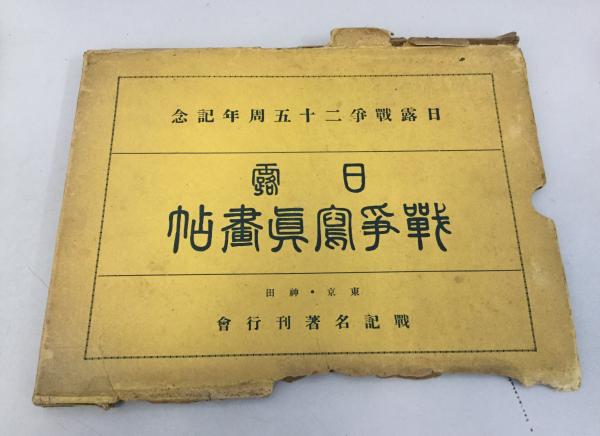 日露戰爭二十五周年記念
日露
戰爭寫眞畫帖
東京・神田
戰記名著刊行會